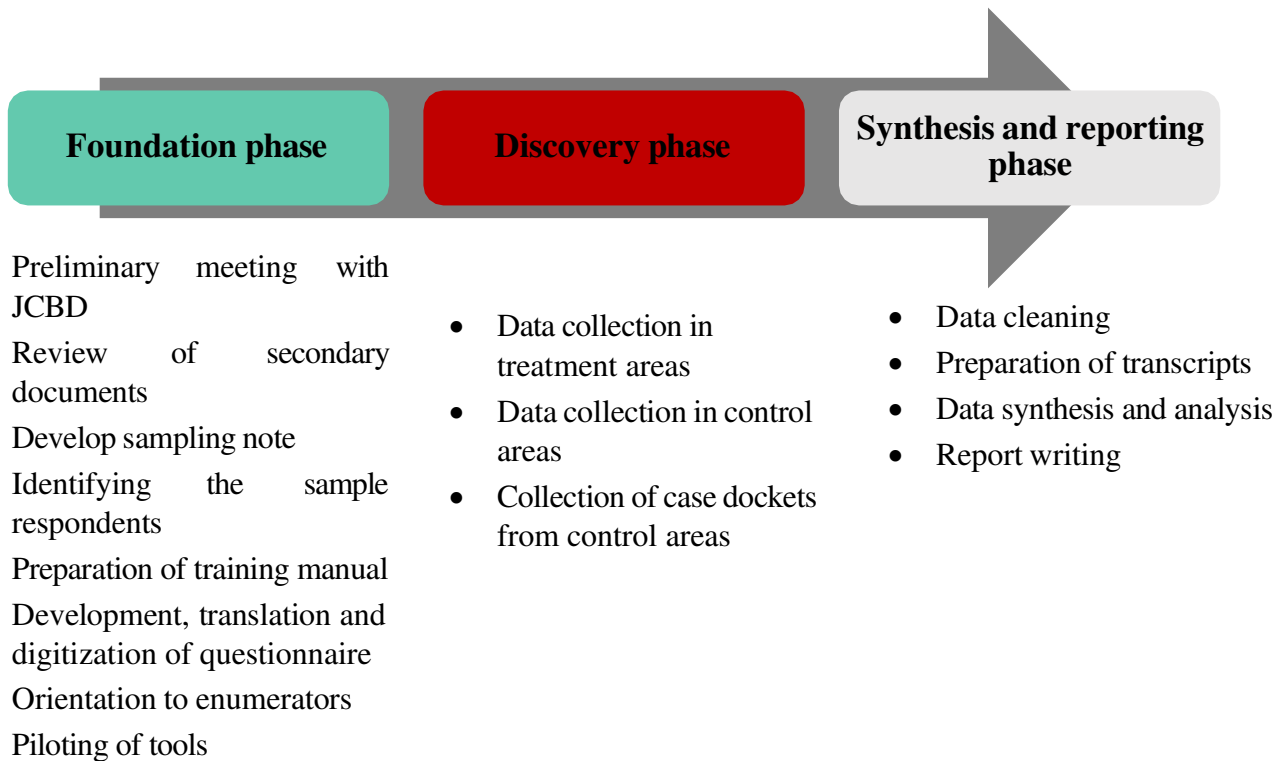 Foundation phase
Discovery phase
Synthesis and reporting
phase
Preliminary meeting with
JCBD
Review of secondary
documents
Develop sampling note
Identifying the sample
respondents
Preparation of training manual
Development, translation and
digitization of questionnaire
Orientation to enumerators
Piloting of tools
• Data collection in
treatment areas
• Data collection in control
areas
• Collection of case dockets
from control areas
• Data cleaning
• Preparation of transcripts
• Data synthesis and analysis
• Report writing